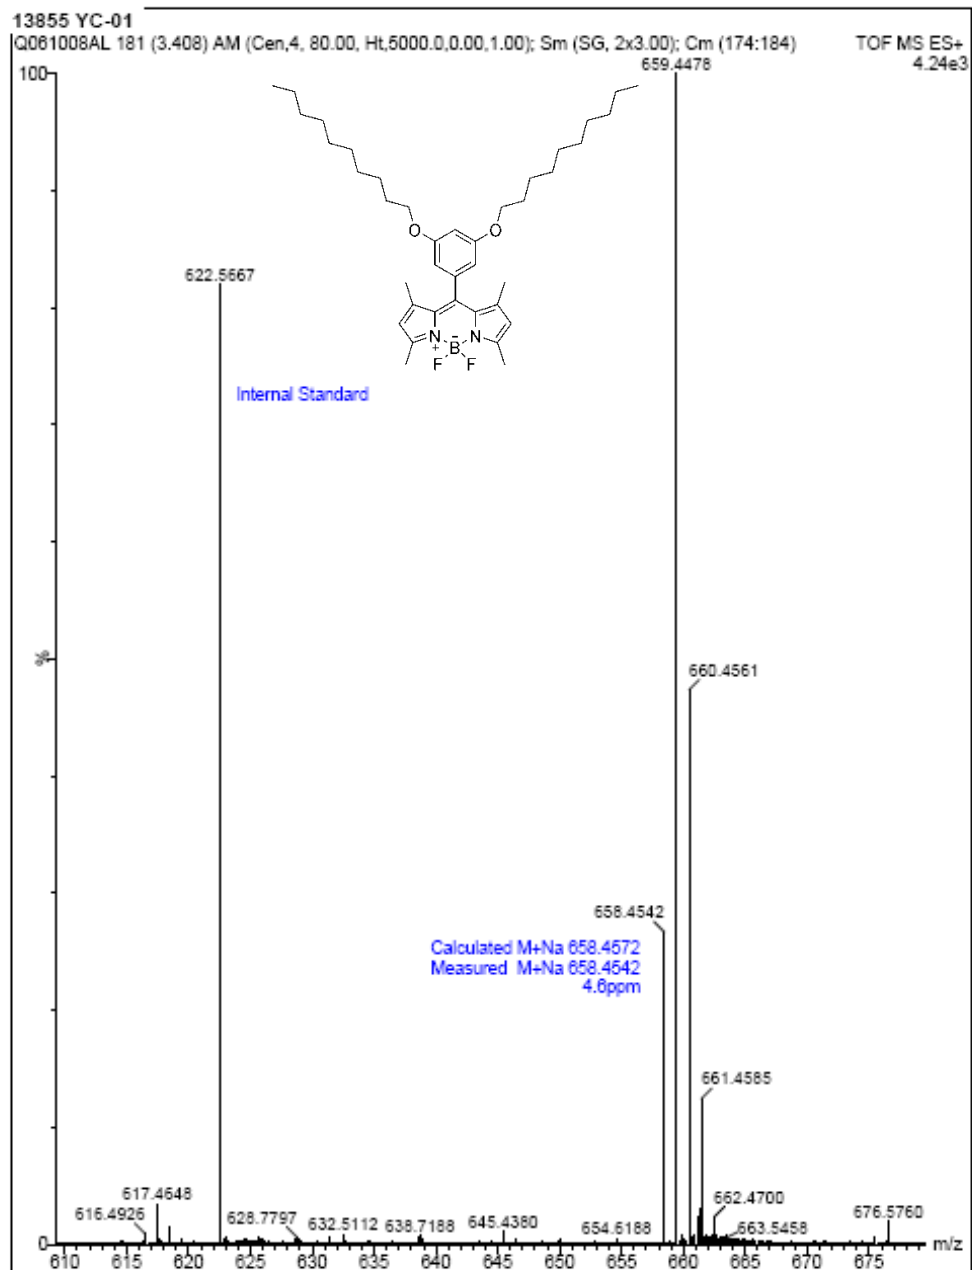 13855 YC-01
Q061008AL 181 (3.408) AM (Cen,4, 80.00, Ht,5000.0,0.00,1.00); Sm (SG, 2x3.00); Cm (174:184) TOF MS ES+
659.4478 4.24e3
100
O O
622.5667
N N
+ B -
F F
Internal Standard
%
660.4561
658.4542
Calculated M+Na 658.4572
Measured M+Na 658.4542
4.6ppm
661.4585
617.4648
616.4926 628.7797 632.5112 638.7188 645.4380 654.6188 662.4700 663.5458 676.5760
0 m/z
610 615 620 625 630 635 640 645 650 655 660 665 670 675